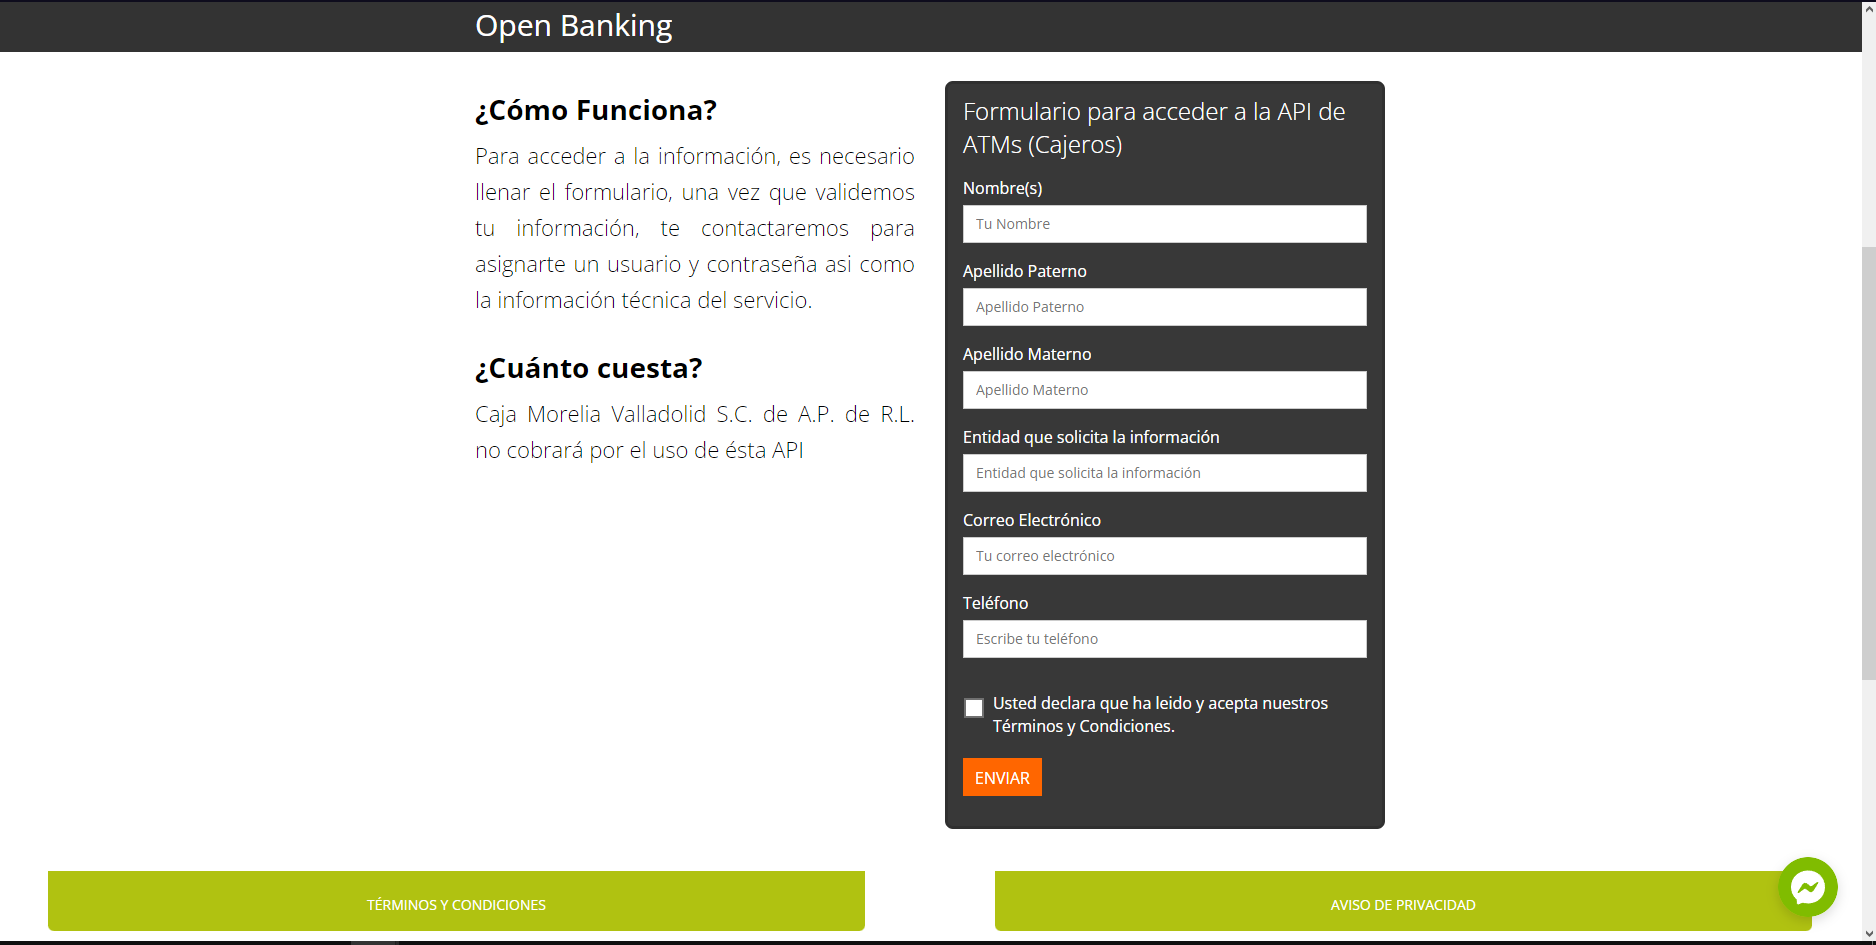 Open Banking
¿Cómo Funciona?
Para acceder a la información, es necesario
llenar el formulario, una vez que validemos
tu información, te contactaremos para
asignarte un usuario y contraseña asi como
la información técnica del servicio.
¿Cuánto cuesta?
Caja Morelia Valladolid S.C. de A.P. de R.L.
no cobrará por el uso de ésta API
Formulario para acceder a la API de
ATMs (Cajeros)
Nombre(s)
Tu Nombre
Apellido Paterno
Apellido Paterno
Apellido Materno
Apellido Materno
Entidad que solicita la información
Entidad que solicita la información
Correo Electrónico
Tu correo electrónico
Teléfono
Escribe tu teléfono
Usted declara que ha leido y acepta nuestros
Términos y Condiciones.
ENVIAR
TÉRMINOS Y CONDICIONES
AVISO DE PRIVACIDAD